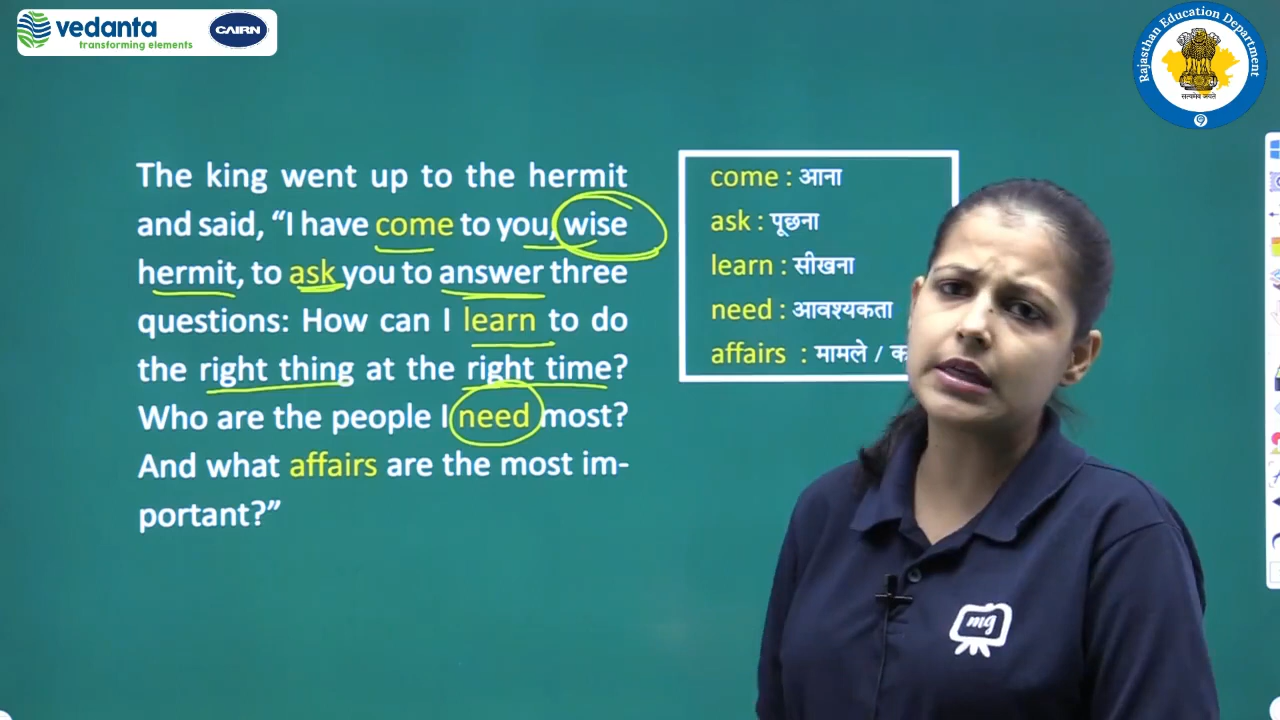 vedanta
transforming elements
CAIRN
Rajasthan Education Department
सत्यमेव जयते
The king went up to the hermit
and said, “I have come to you, wise
hermit, to ask you to answer three
questions: How can I learn to do
the right thing at the right time?
Who are the people I need most?
And what affairs are the most im-
portant?”
come : आना
ask : पूछना
learn : सीखना
need : आवश्यकता
affairs : मामले /
mg